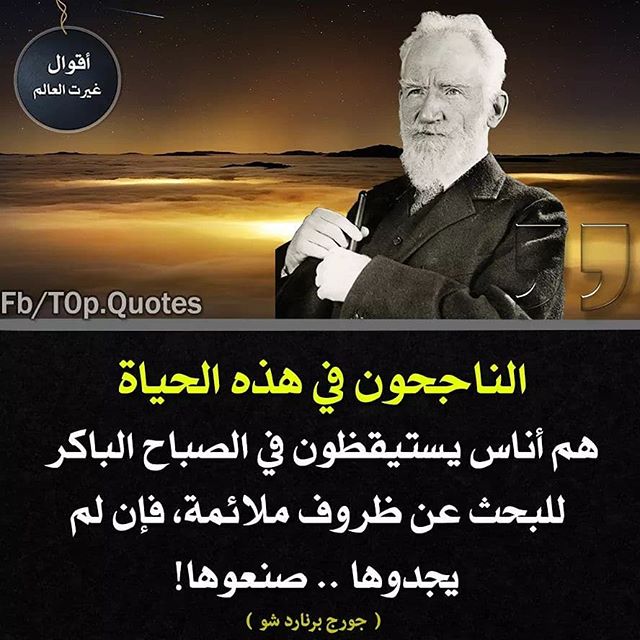 أقوال
غيرت العالم
Fb/T0p.Quotes
الناجحون في هذه الحياة
هم أناس يستيقظون في الصباح الباكر
للبحث عن ظروف ملائمة، فإن لم
يجدوها .. صنعوها!
( جورج برنارد شو )